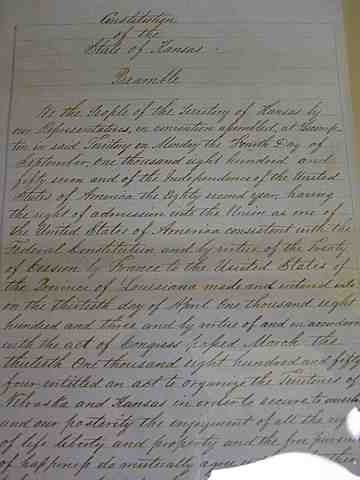 Constitution
of the
State of Kansas.
Preamble
We the People of the Territory of Kansas by
our Representatives, in convention assembled, at Lecomp-
ton in said Territory on Monday the Fourth Day of
September one thousand eight hundred and
fifty seven and of the Independence of the United
States of America the Eighty second year, having
the right of admission into the Union as one of
the United States of America consistent with the
Federal Constitution and by virtue of the Treaty
of Cession by France to the United States of
the Province of Louisiana made and entered into
on the thirtieth day of April One thousand eight
hundred and three and by virtue of and in accordance
with the act of Congress passed March the
thirtieth One thousand eight hundred and fifty
four entitled an act to organize the Territories of
Nebraska and Kansas in order to secure to
and our posterity the enjoyment of all the
of life liberty and property and the free pursuit
of happiness do mutually agree